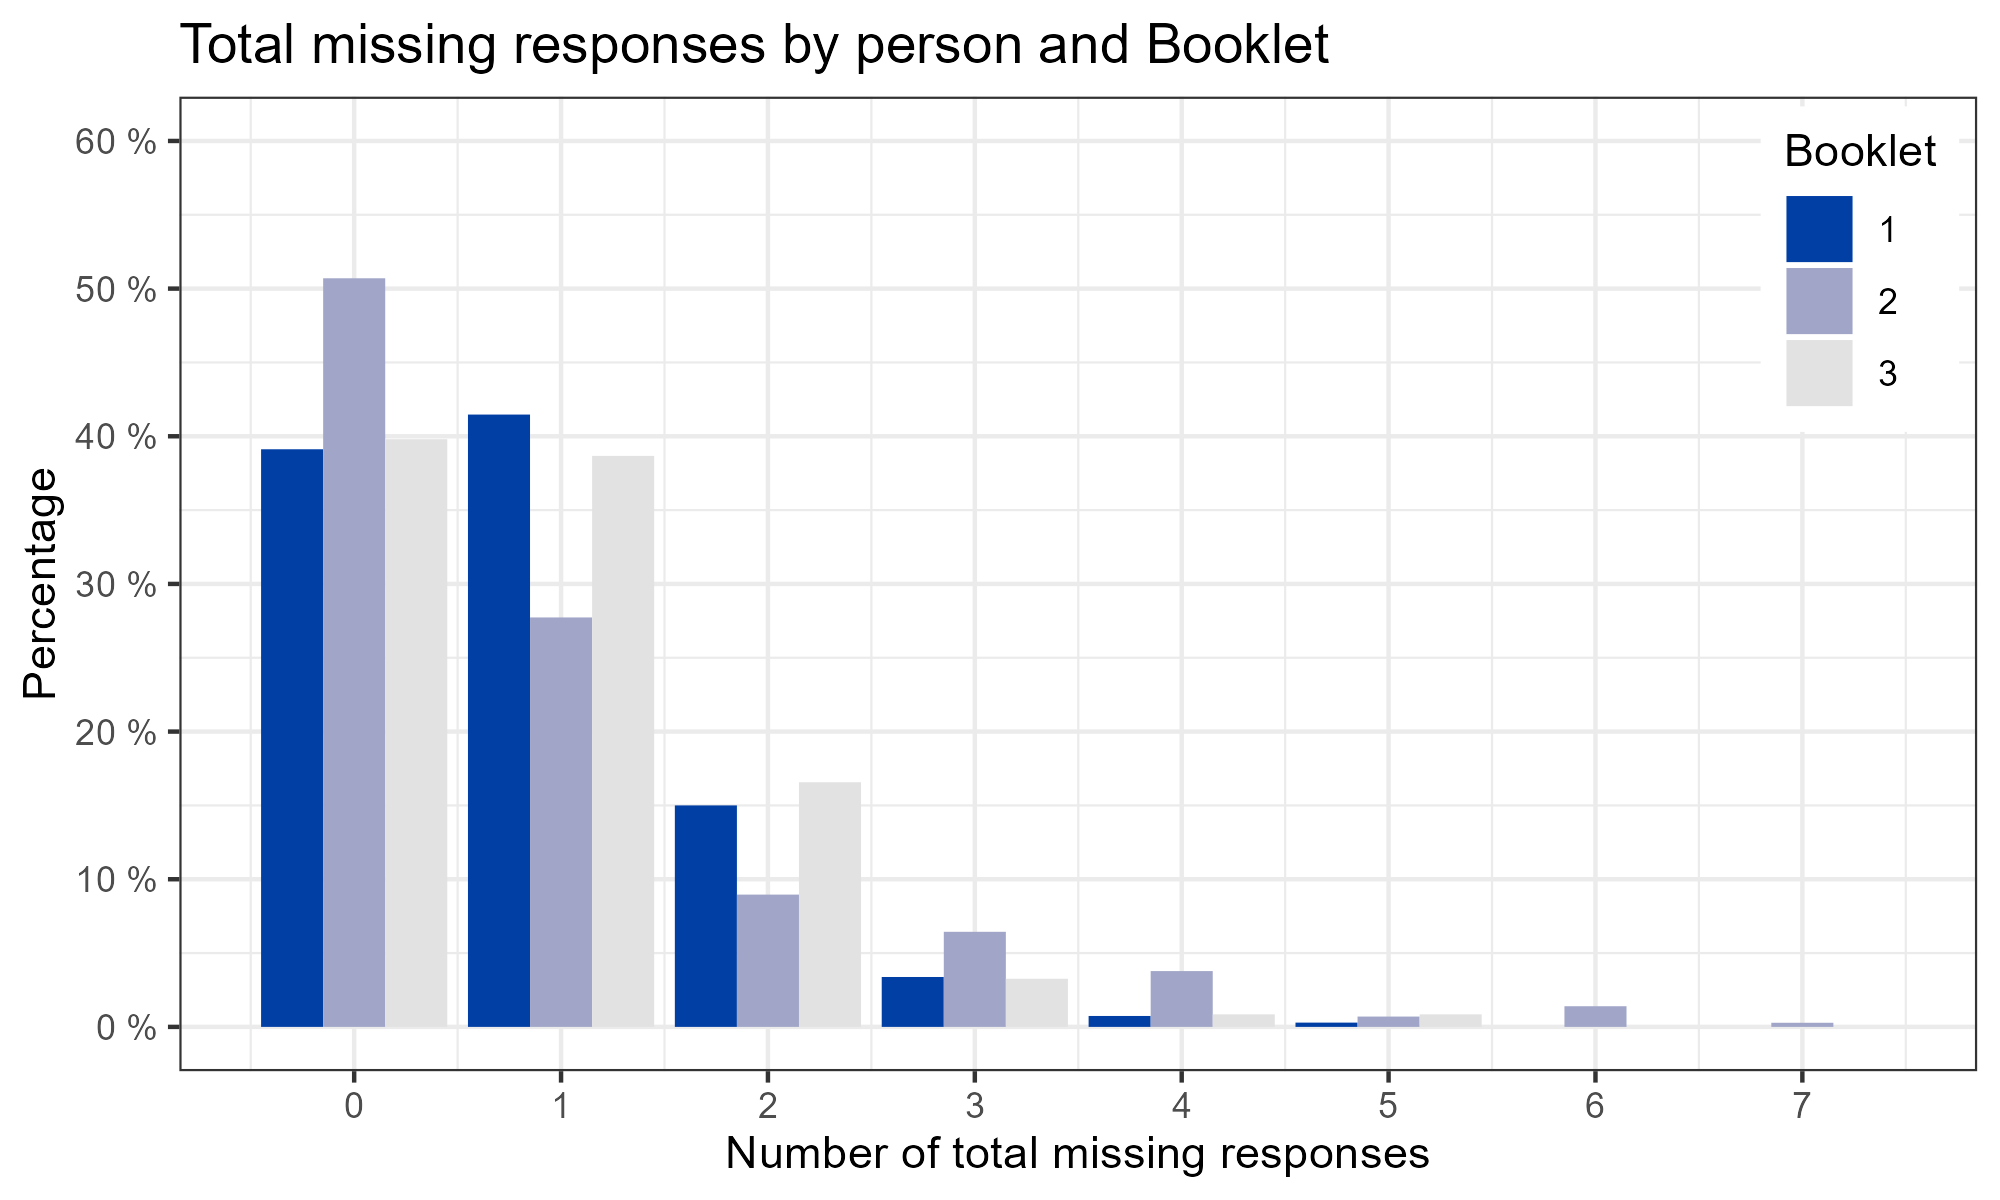 Total missing responses by person and Booklet
60 %
50 %
40 %
30 %
20 %
10 %
0 %
Percentage
Booklet
1
2
3
0 1 2 3 4 5 6 7
Number of total missing responses